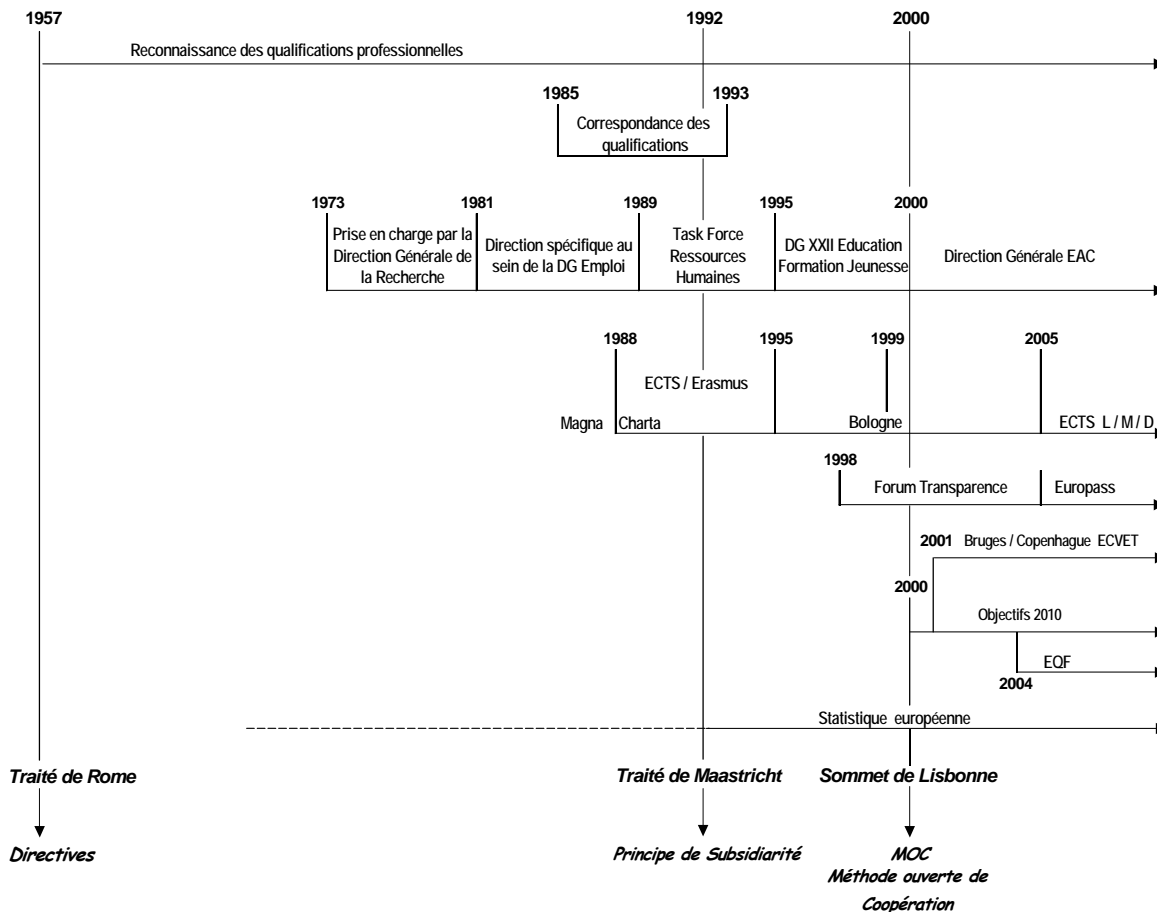 1957 1992 2000
Reconnaissance des qualifications professionnelles
1985 1993
Correspondance des
qualifications
1973 1981 1989 1995 2000
Prise en charge par la
Direction Générale de
la Recherche
Direction spécifique au
sein de la DG Emploi
Task Force
Ressources
Humaines
DG XXII Education
Formation Jeunesse
Direction Générale EAC
1988 1995 1999 2005
ECTS / Erasmus
Magna Charta Bologne ECTS L / M / D
1998
Forum Transparence Europass
2001 Bruges / Copenhague ECVET
2000
Objectifs 2010
EQF
2004
Statistique européenne
Traité de Rome Traité de Maastricht Sommet de Lisbonne
Directives Principe de Subsidiarité MOC
Méthode ouverte de
Coopération